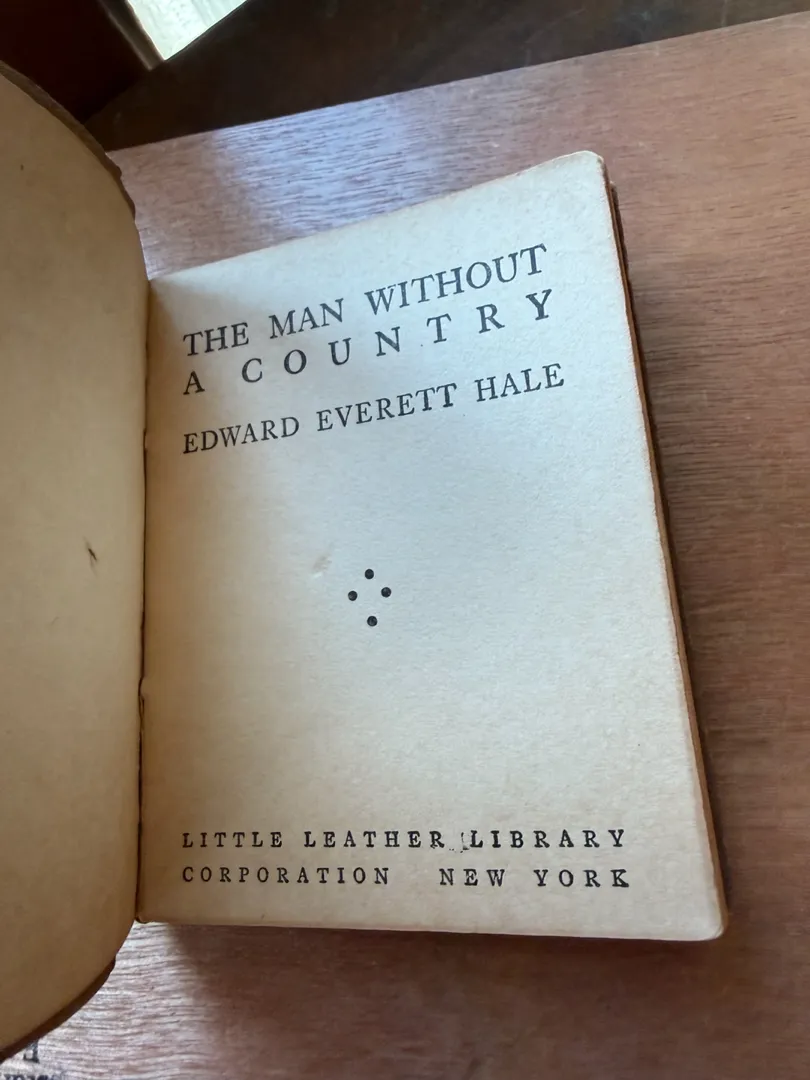 THE MAN WITHOUT
A COUNTRY
EDWARD EVERETT HALE
LITTLE LEATHER LIBRARY
CORPORATION NEW YORK